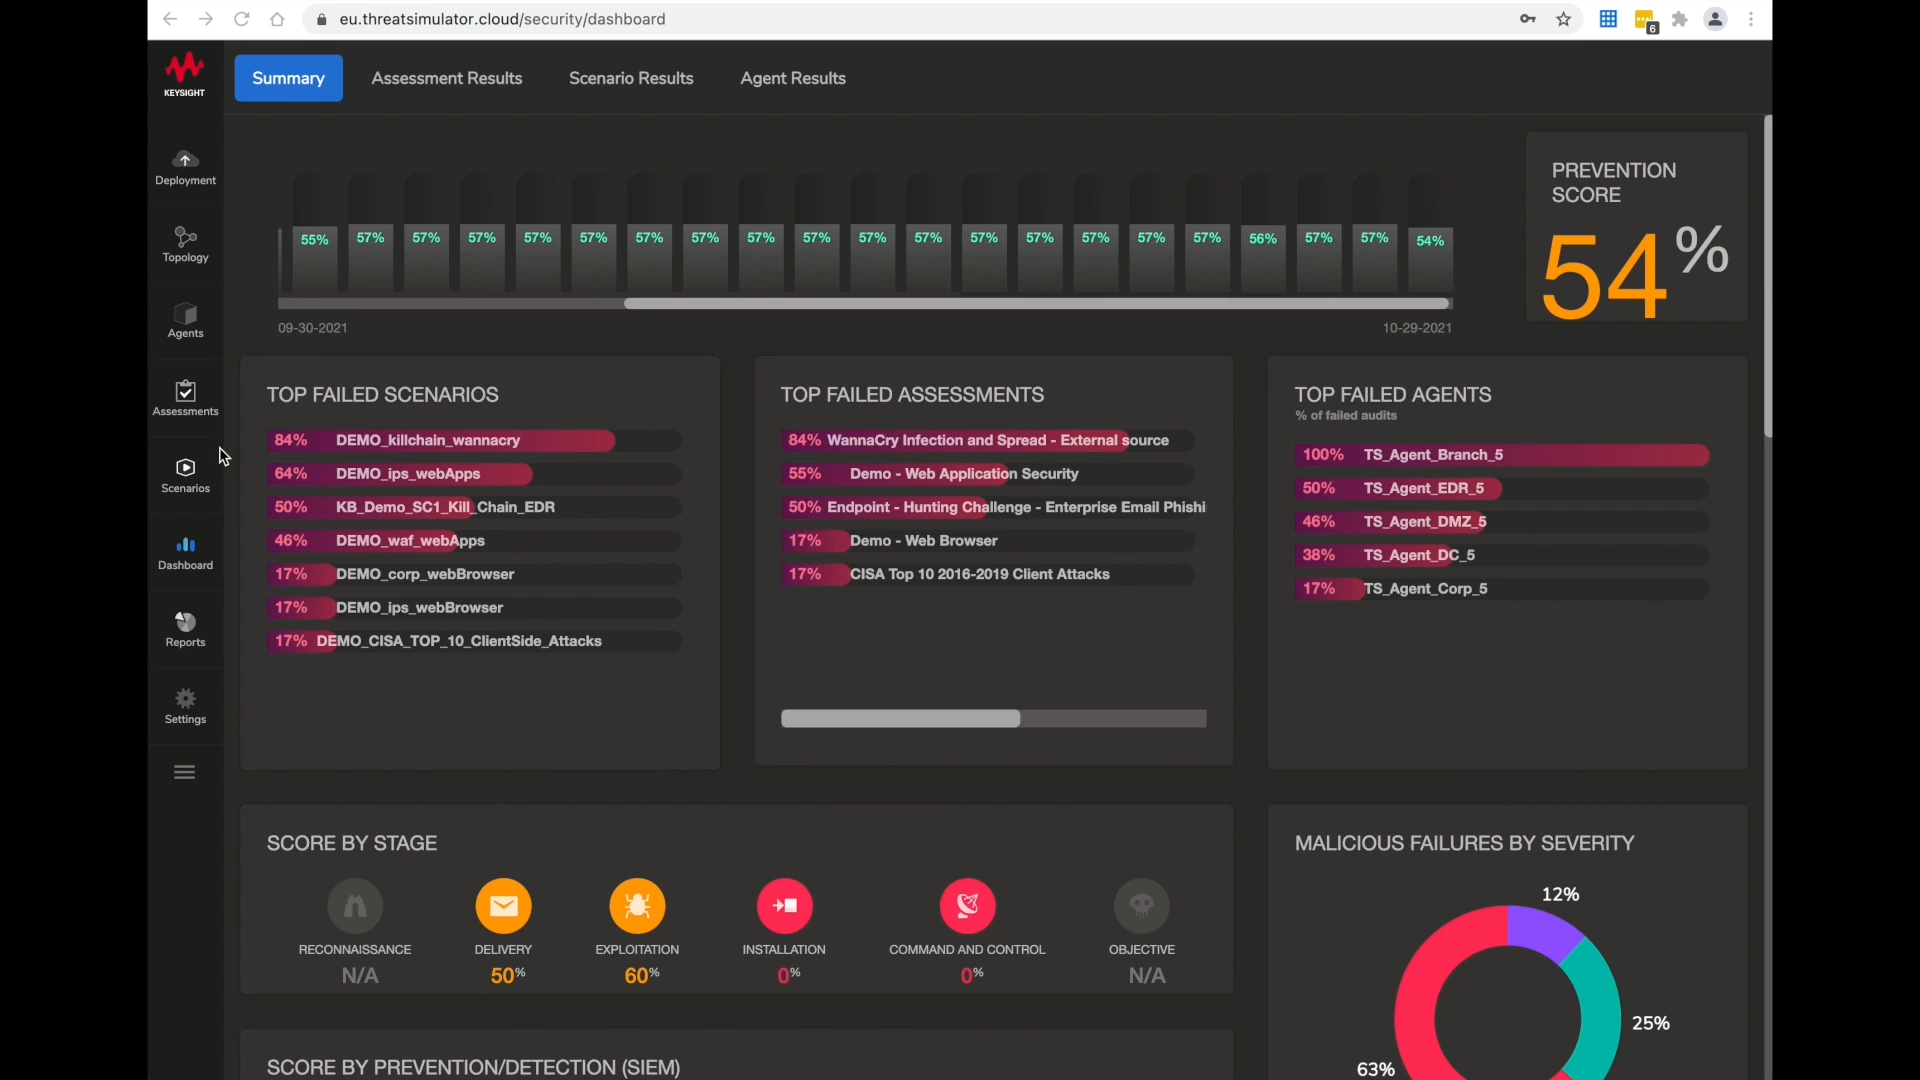 eu.threatsimulator.cloud/security/dashboard
6
KEYSIGHT
Summary
Assessment Results
Scenario Results
Agent Results
Deployment
Topology
Agents
Assessments
Scenarios
Dashboard
Reports
Settings
55% 57% 57% 57% 57% 57% 57% 57% 57% 57% 57% 57% 57% 57% 57% 57% 57% 56% 57% 57% 54%
09-30-2021
10-29-2021
PREVENTION
SCORE
54%
TOP FAILED SCENARIOS
84% DEMO_killchain_wannacry
64% DEMO_ips_webApps
50% KB_Demo_SC1_Kill_Chain_EDR
46% DEMO_waf_webApps
17% DEMO_corp_webBrowser
17% DEMO_ips_webBrowser
17% DEMO_CISA_TOP_10_ClientSide_Attacks
TOP FAILED ASSESSMENTS
84% WannaCry Infection and Spread - External source
55% Demo - Web Application Security
50% Endpoint - Hunting Challenge - Enterprise Email Phishi
17% Demo - Web Browser
17% CISA Top 10 2016-2019 Client Attacks
TOP FAILED AGENTS
% of failed audits
100% TS_Agent_Branch_5
50% TS_Agent_EDR_5
46% TS_Agent_DMZ_5
38% TS_Agent_DC_5
17% TS_Agent_Corp_5
SCORE BY STAGE
RECONNAISSANCE
N/A
DELIVERY
50%
EXPLOITATION
60%
INSTALLATION
0%
COMMAND AND CONTROL
0%
OBJECTIVE
N/A
MALICIOUS FAILURES BY SEVERITY
12%
25%
63%
SCORE BY PREVENTION/DETECTION (SIEM)